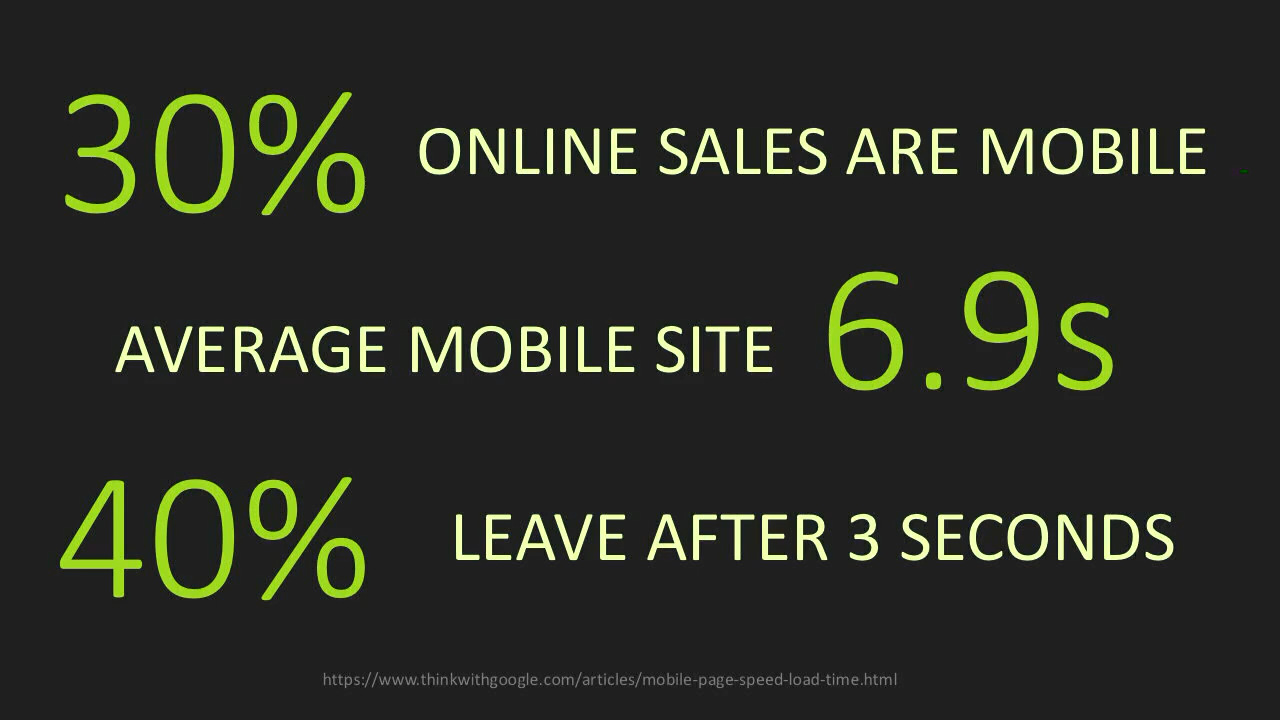 30% ONLINE SALES ARE MOBILE
AVERAGE MOBILE SITE 6.9s
40% LEAVE AFTER 3 SECONDS
https://www.thinkwithgoogle.com/articles/mobile-page-speed-load-time.html